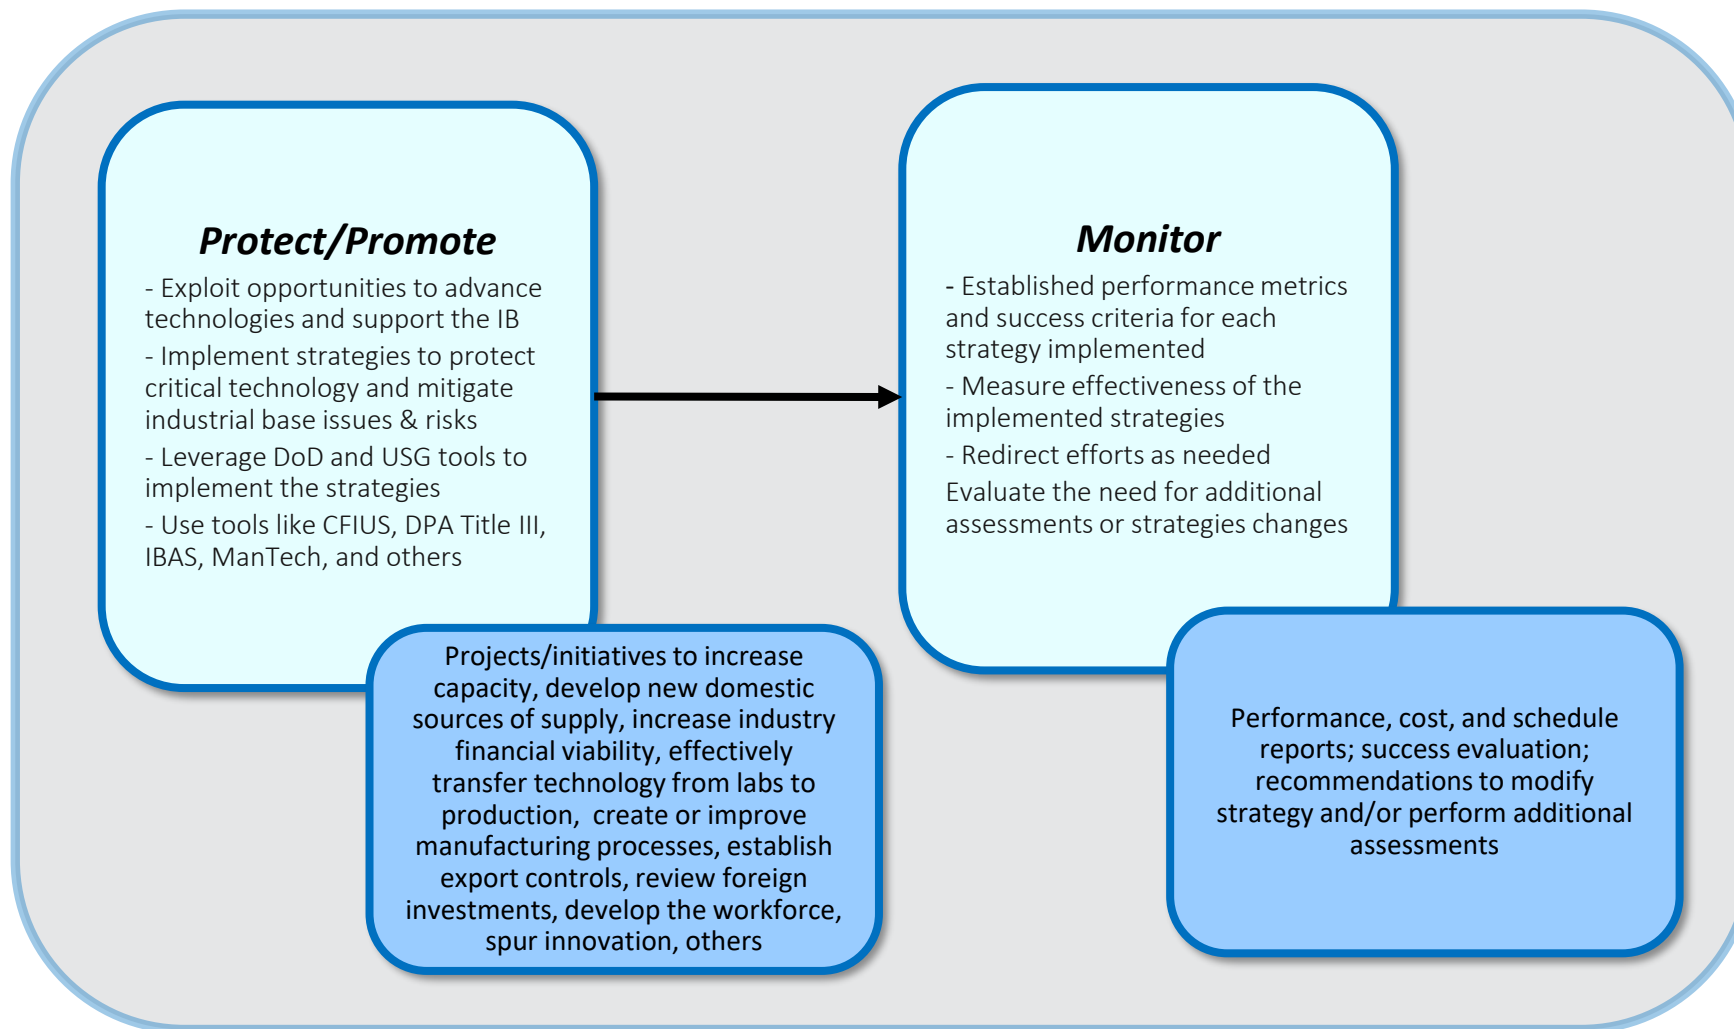 Protect/Promote
- Exploit opportunities to advance
technologies and support the IB
- Implement strategies to protect
critical technology and mitigate
industrial base issues & risks
- Leverage DoD and USG tools to
implement the strategies
- Use tools like CFIUS, DPA Title III,
IBAS, ManTech, and others
Projects/initiatives to increase
capacity, develop new domestic
sources of supply, increase industry
financial viability, effectively
transfer technology from labs to
production,  create or improve
manufacturing processes, establish
export controls, review foreign
investments, develop the workforce,
spur innovation, others
Monitor
- Established performance metrics
and success criteria for each
strategy implemented
- Measure effectiveness of the
implemented strategies
- Redirect efforts as needed
Evaluate the need for additional
assessments or strategies changes
Performance, cost, and schedule
reports; success evaluation;
recommendations to modify
strategy and/or perform additional
assessments